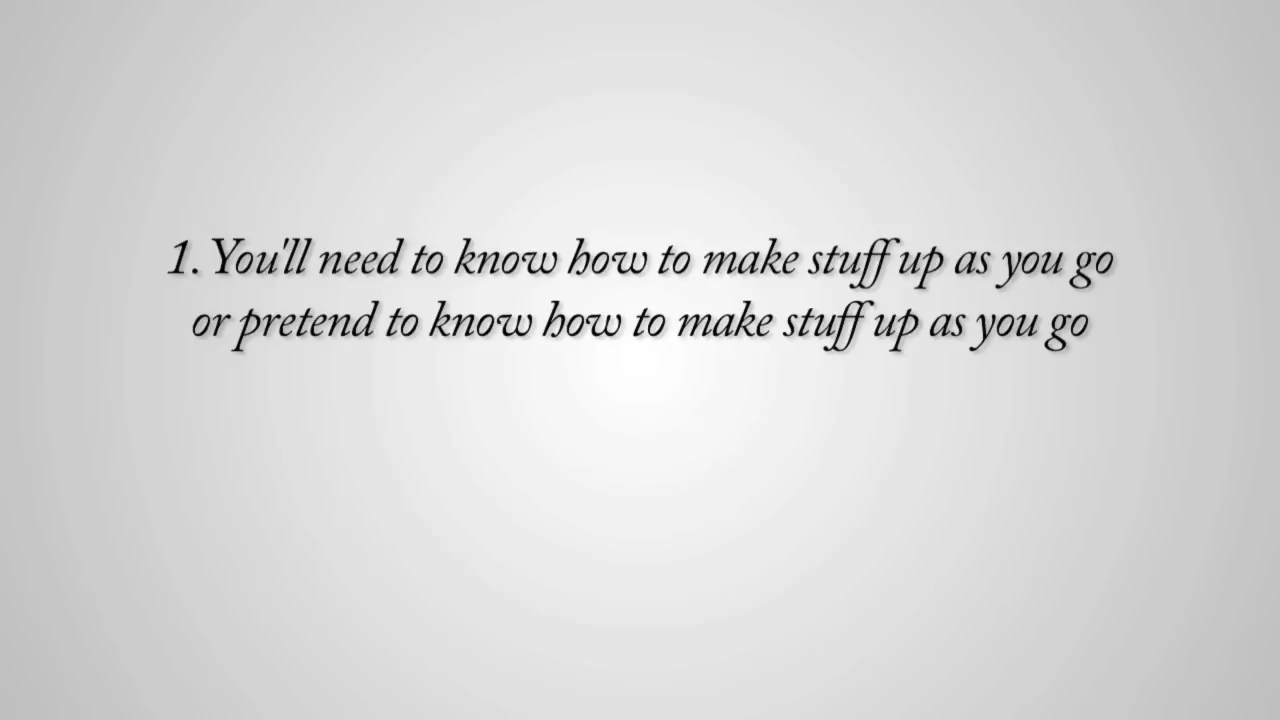 1. You'll need to know how to make stuff up as you go
or pretend to know how to make stuff up as you go